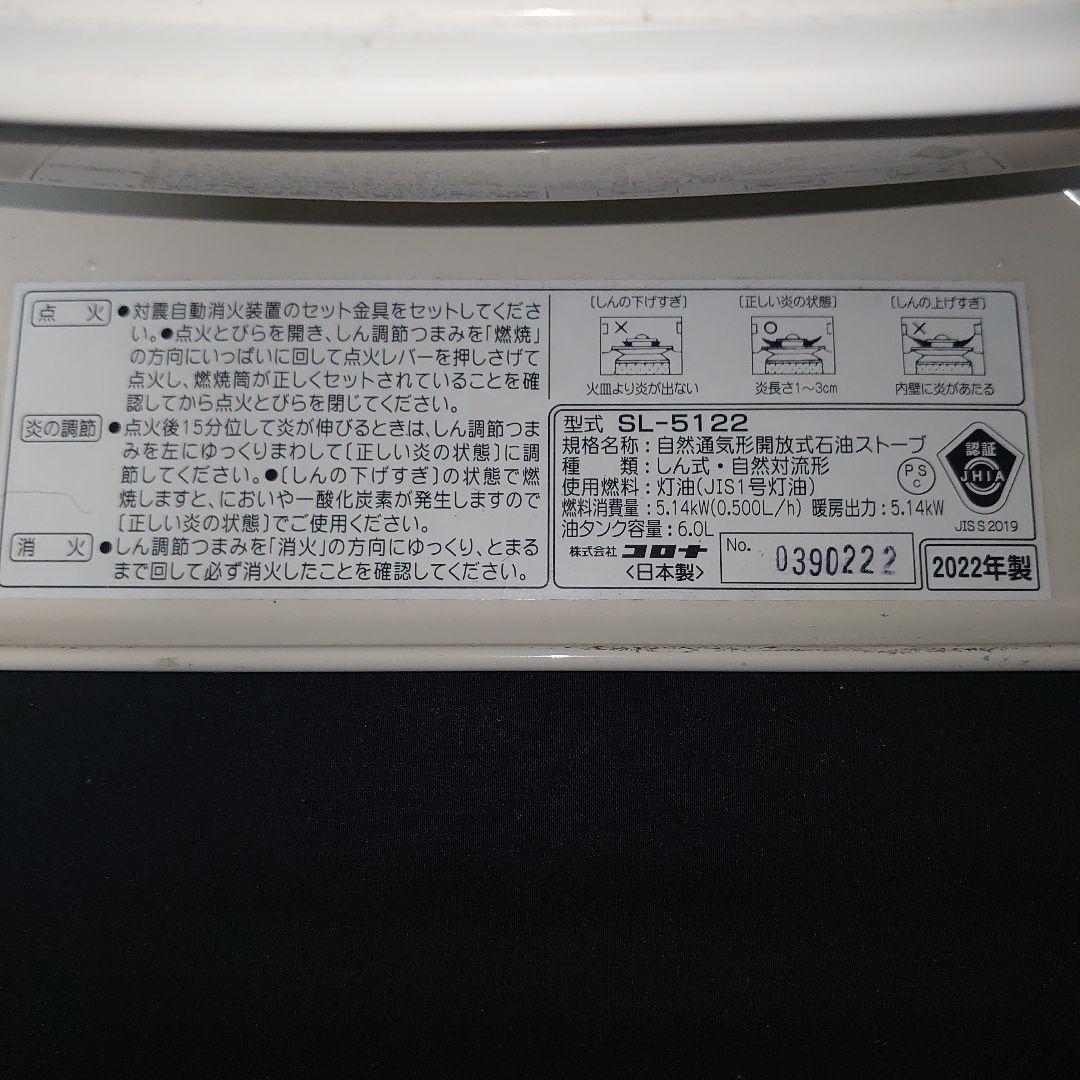 点火
●対震自動消火装置のセット金具をセットしてくださ
い。●点火とびらを開き、しん調節つまみを「燃焼」
の方向にいっぱいに回して点火レバーを押しさげて
点火し、燃焼筒が正しくセットされていることを確
認してから点火とびらを閉じてください。
炎の調節
●点火後15分位して炎が伸びるときは、しん調節つま
みを左にゆっくりまわして[正しい炎の状態]に調
節してください。●[しんの下げすぎ]の状態で燃
焼しますと、においや一酸化炭素が発生しますので
[正しい炎の状態]でご使用ください。
消火
●しん調節つまみを「消火」の方向にゆっくり、とまる
まで回して必ず消火したことを確認してください。
[しんの下げすぎ]
火皿より炎が出ない
[正しい炎の状態]
炎長さ1~3cm
[しんの上げすぎ]
内壁に炎があたる
型式 SL-5122
規格名称:自然通気形開放式石油ストーブ
種類:しん式・自然対流形
使用燃料:灯油(JIS1号灯油)
燃料消費量:5.14kW(0.500L/h) 暖房出力:5.14kW
油タンク容量:6.0L
PSC
認証
JHIA
JIS S 2019
株式会社 コロナ
<日本製>
No. 0390222
2022年製